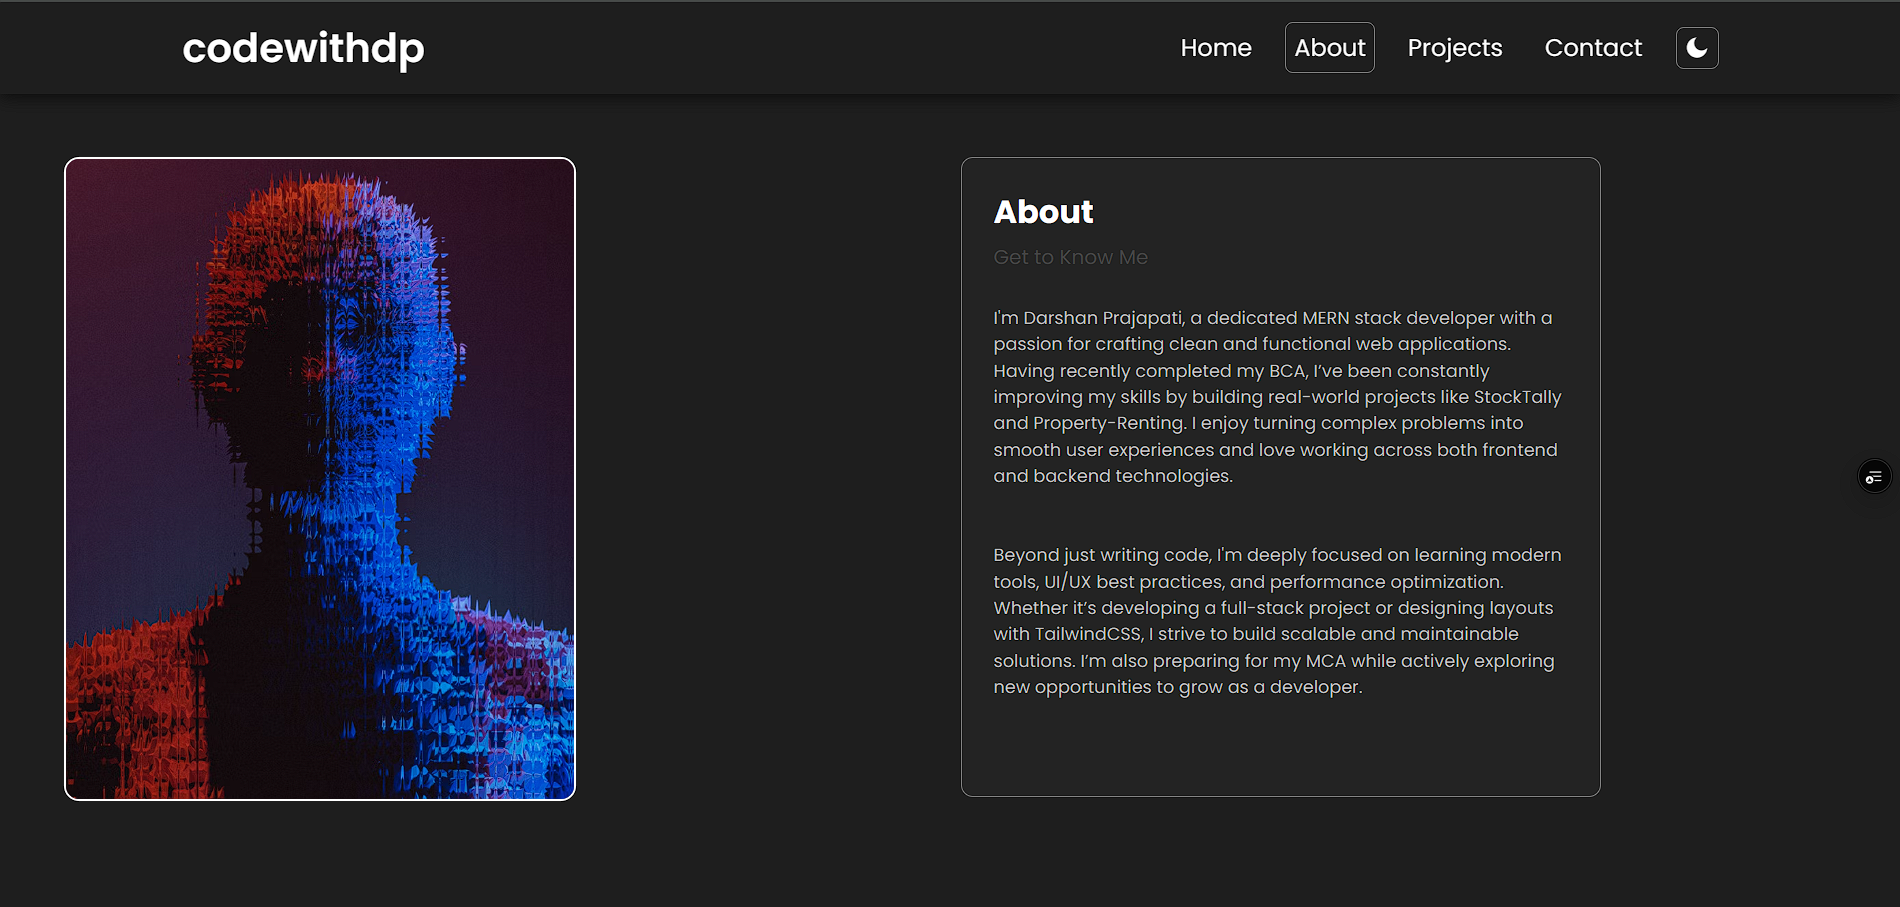 codewithdp
Home About Projects Contact
About
Get to Know Me
I'm Darshan Prajapati, a dedicated MERN stack developer with a
passion for crafting clean and functional web applications.
Having recently completed my BCA, I’ve been constantly
improving my skills by building real-world projects like StockTally
and Property-Renting. I enjoy turning complex problems into
smooth user experiences and love working across both frontend
and backend technologies.
Beyond just writing code, I'm deeply focused on learning modern
tools, UI/UX best practices, and performance optimization.
Whether it’s developing a full-stack project or designing layouts
with TailwindCSS, I strive to build scalable and maintainable
solutions. I’m also preparing for my MCA while actively exploring
new opportunities to grow as a developer.